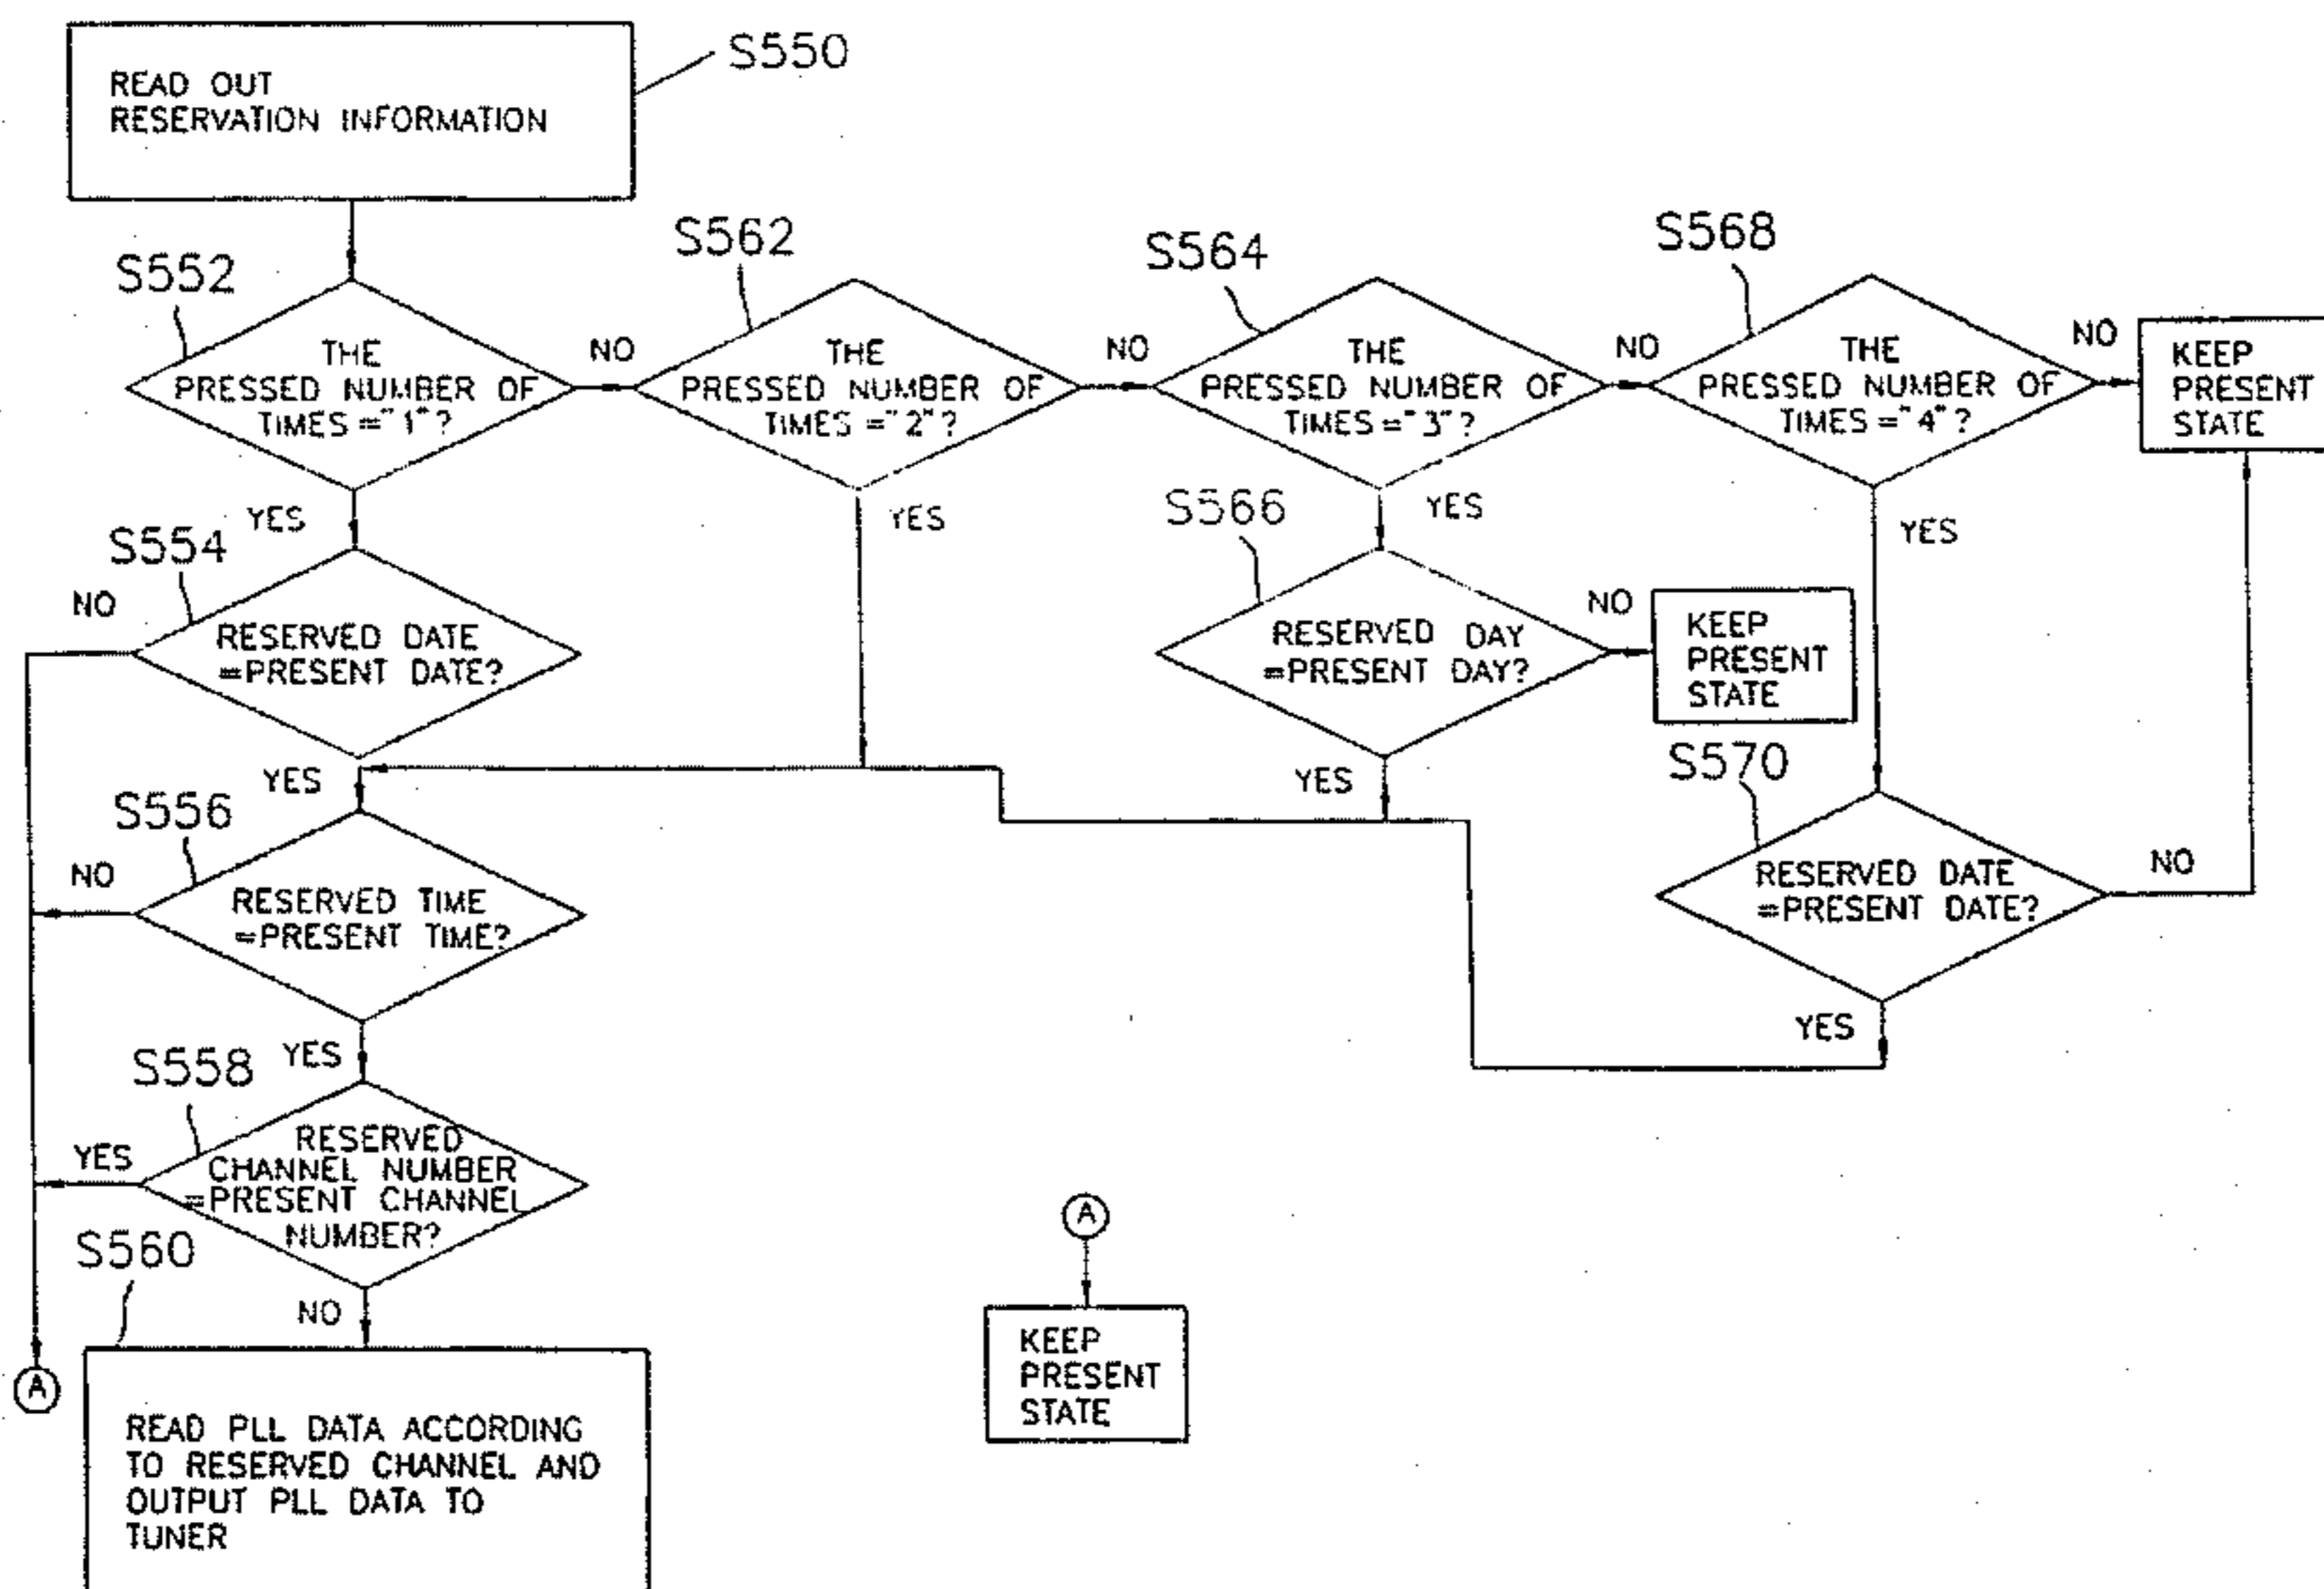 READ OUT
RESERVATION INFORMATION
S550
S552
THE
PRESSED NUMBER OF
TIMES="1"?
NO
YES
S562
THE
PRESSED NUMBER OF
TIMES="2"?
NO
YES
S564
THE
PRESSED NUMBER OF
TIMES="3"?
NO
YES
S568
THE
PRESSED NUMBER OF
TIMES="4"?
NO
YES
KEEP
PRESENT
STATE
S554
NO
RESERVED DATE
=PRESENT DATE?
YES
S566
RESERVED DAY
=PRESENT DAY?
NO
YES
KEEP
PRESENT
STATE
S570
RESERVED DATE
=PRESENT DATE?
NO
YES
S556
NO
RESERVED TIME
=PRESENT TIME?
YES
S558
YES
RESERVED
CHANNEL NUMBER
=PRESENT CHANNEL
NUMBER?
NO
S560
A
READ PLL DATA ACCORDING
TO RESERVED CHANNEL AND
OUTPUT PLL DATA TO
TUNER
A
KEEP
PRESENT
STATE